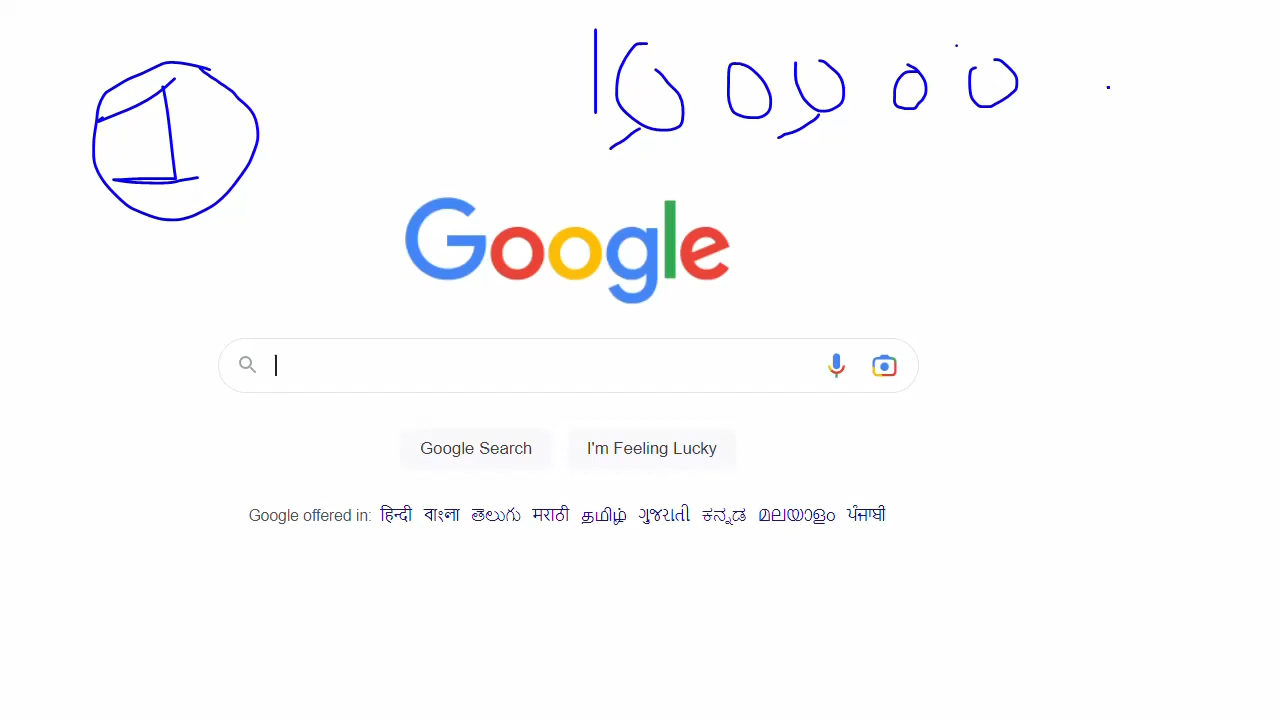 1
1,00,000
Google
Google Search I'm Feeling Lucky
Google offered in: हिन्दी বাংলা తెలుగు मराठी தமிழ் ગુજરાતી ಕನ್ನಡ മലയാളം ਪੰਜਾਬੀ